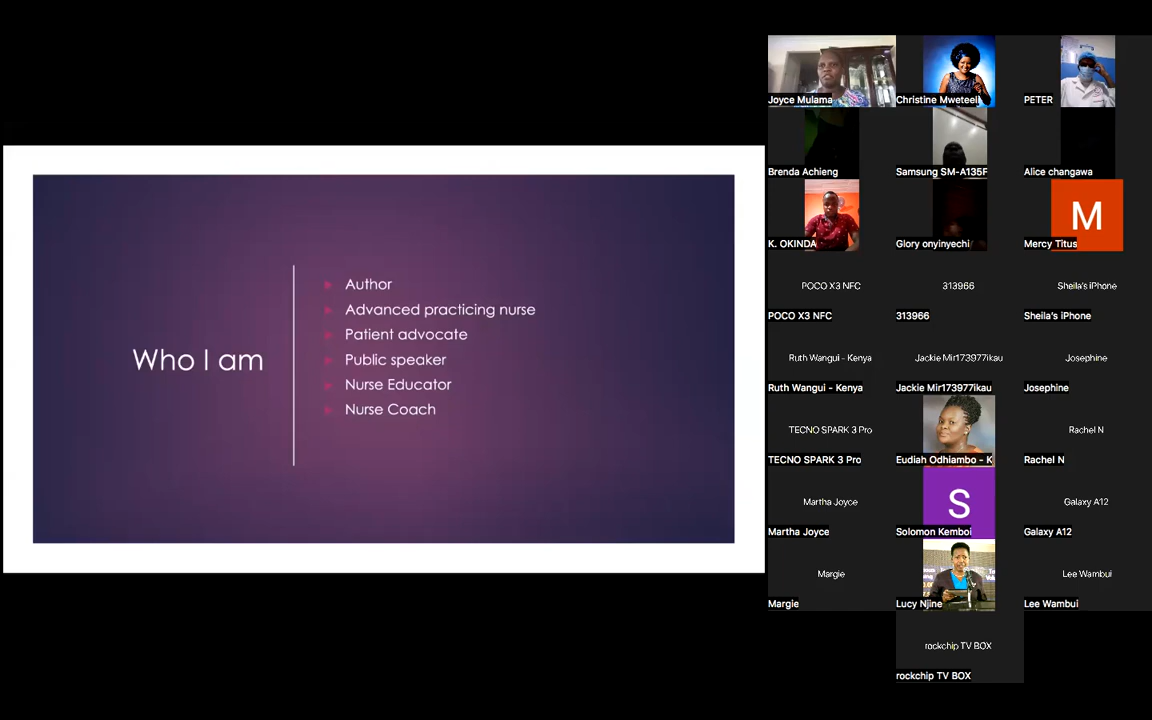 Who I am
Author
Advanced practicing nurse
Patient advocate
Public speaker
Nurse Educator
Nurse Coach
Joyce Mulama
Christine Mweteeli
PETER
Brenda Achieng
Samsung SM-A135F
Alice changawa
K. OKINDA
Glory onyinyechi
M
Mercy Titus
POCO X3 NFC
POCO X3 NFC
313966
313966
Sheila's iPhone
Sheila's iPhone
Ruth Wangui - Kenya
Ruth Wangui - Kenya
Jackie Mir173977ikau
Jackie Mir173977ikau
Josephine
Josephine
TECNO SPARK 3 Pro
TECNO SPARK 3 Pro
Eudiah Odhiambo - K
Rachel N
Rachel N
Martha Joyce
Martha Joyce
S
Solomon Kemboi
Galaxy A12
Galaxy A12
Margie
Margie
Lucy Njine
Lee Wambui
Lee Wambui
rockchip TV BOX
rockchip TV BOX